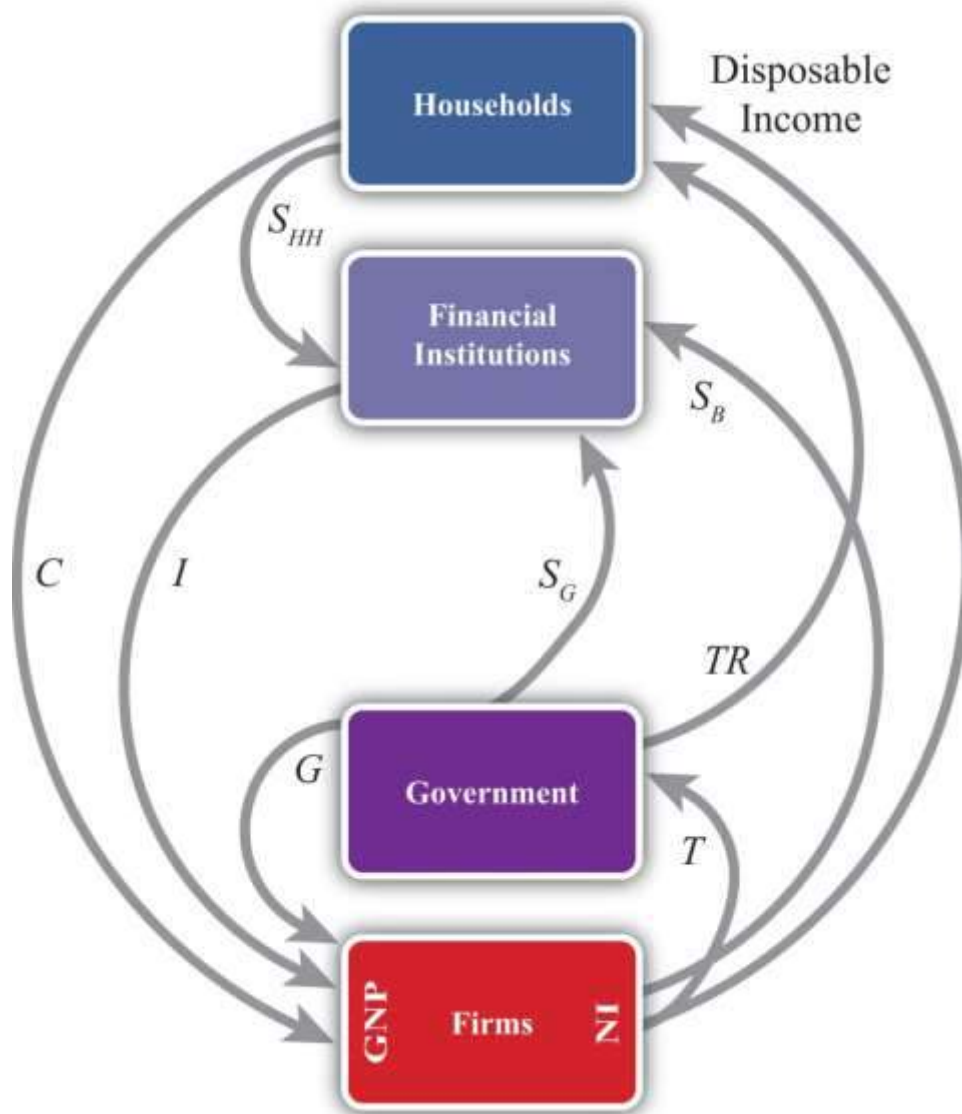 Households
Disposable
Income
S_HH
Financial
Institutions
S_B
C
I
S_G
TR
G
Government
T
GNP
Firms
NI